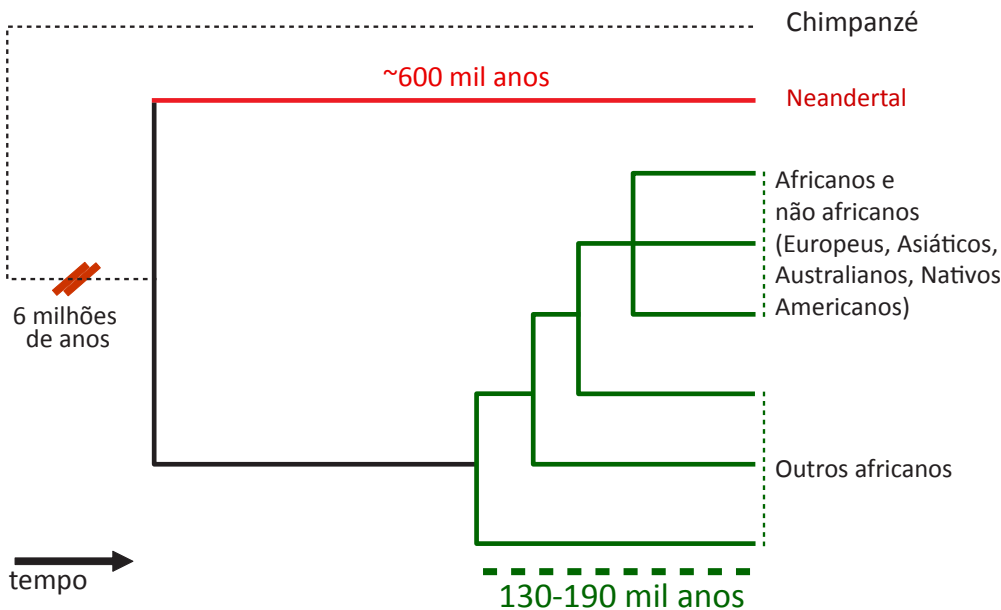 Chimpanzé
~600 mil anos
Neandertal
Africanos e
não africanos
(Europeus, Asiáticos,
Australianos, Nativos
Americanos)
6 milhões
de anos
Outros africanos
tempo
130-190 mil anos